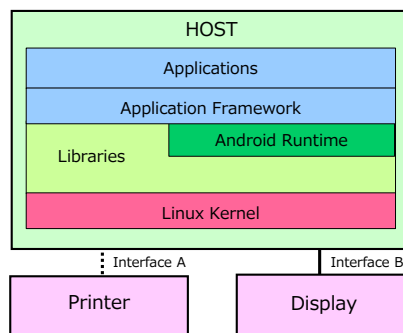 HOST
Applications
Application Framework
Android Runtime
Libraries
Linux Kernel
Interface A
Interface B
Printer
Display